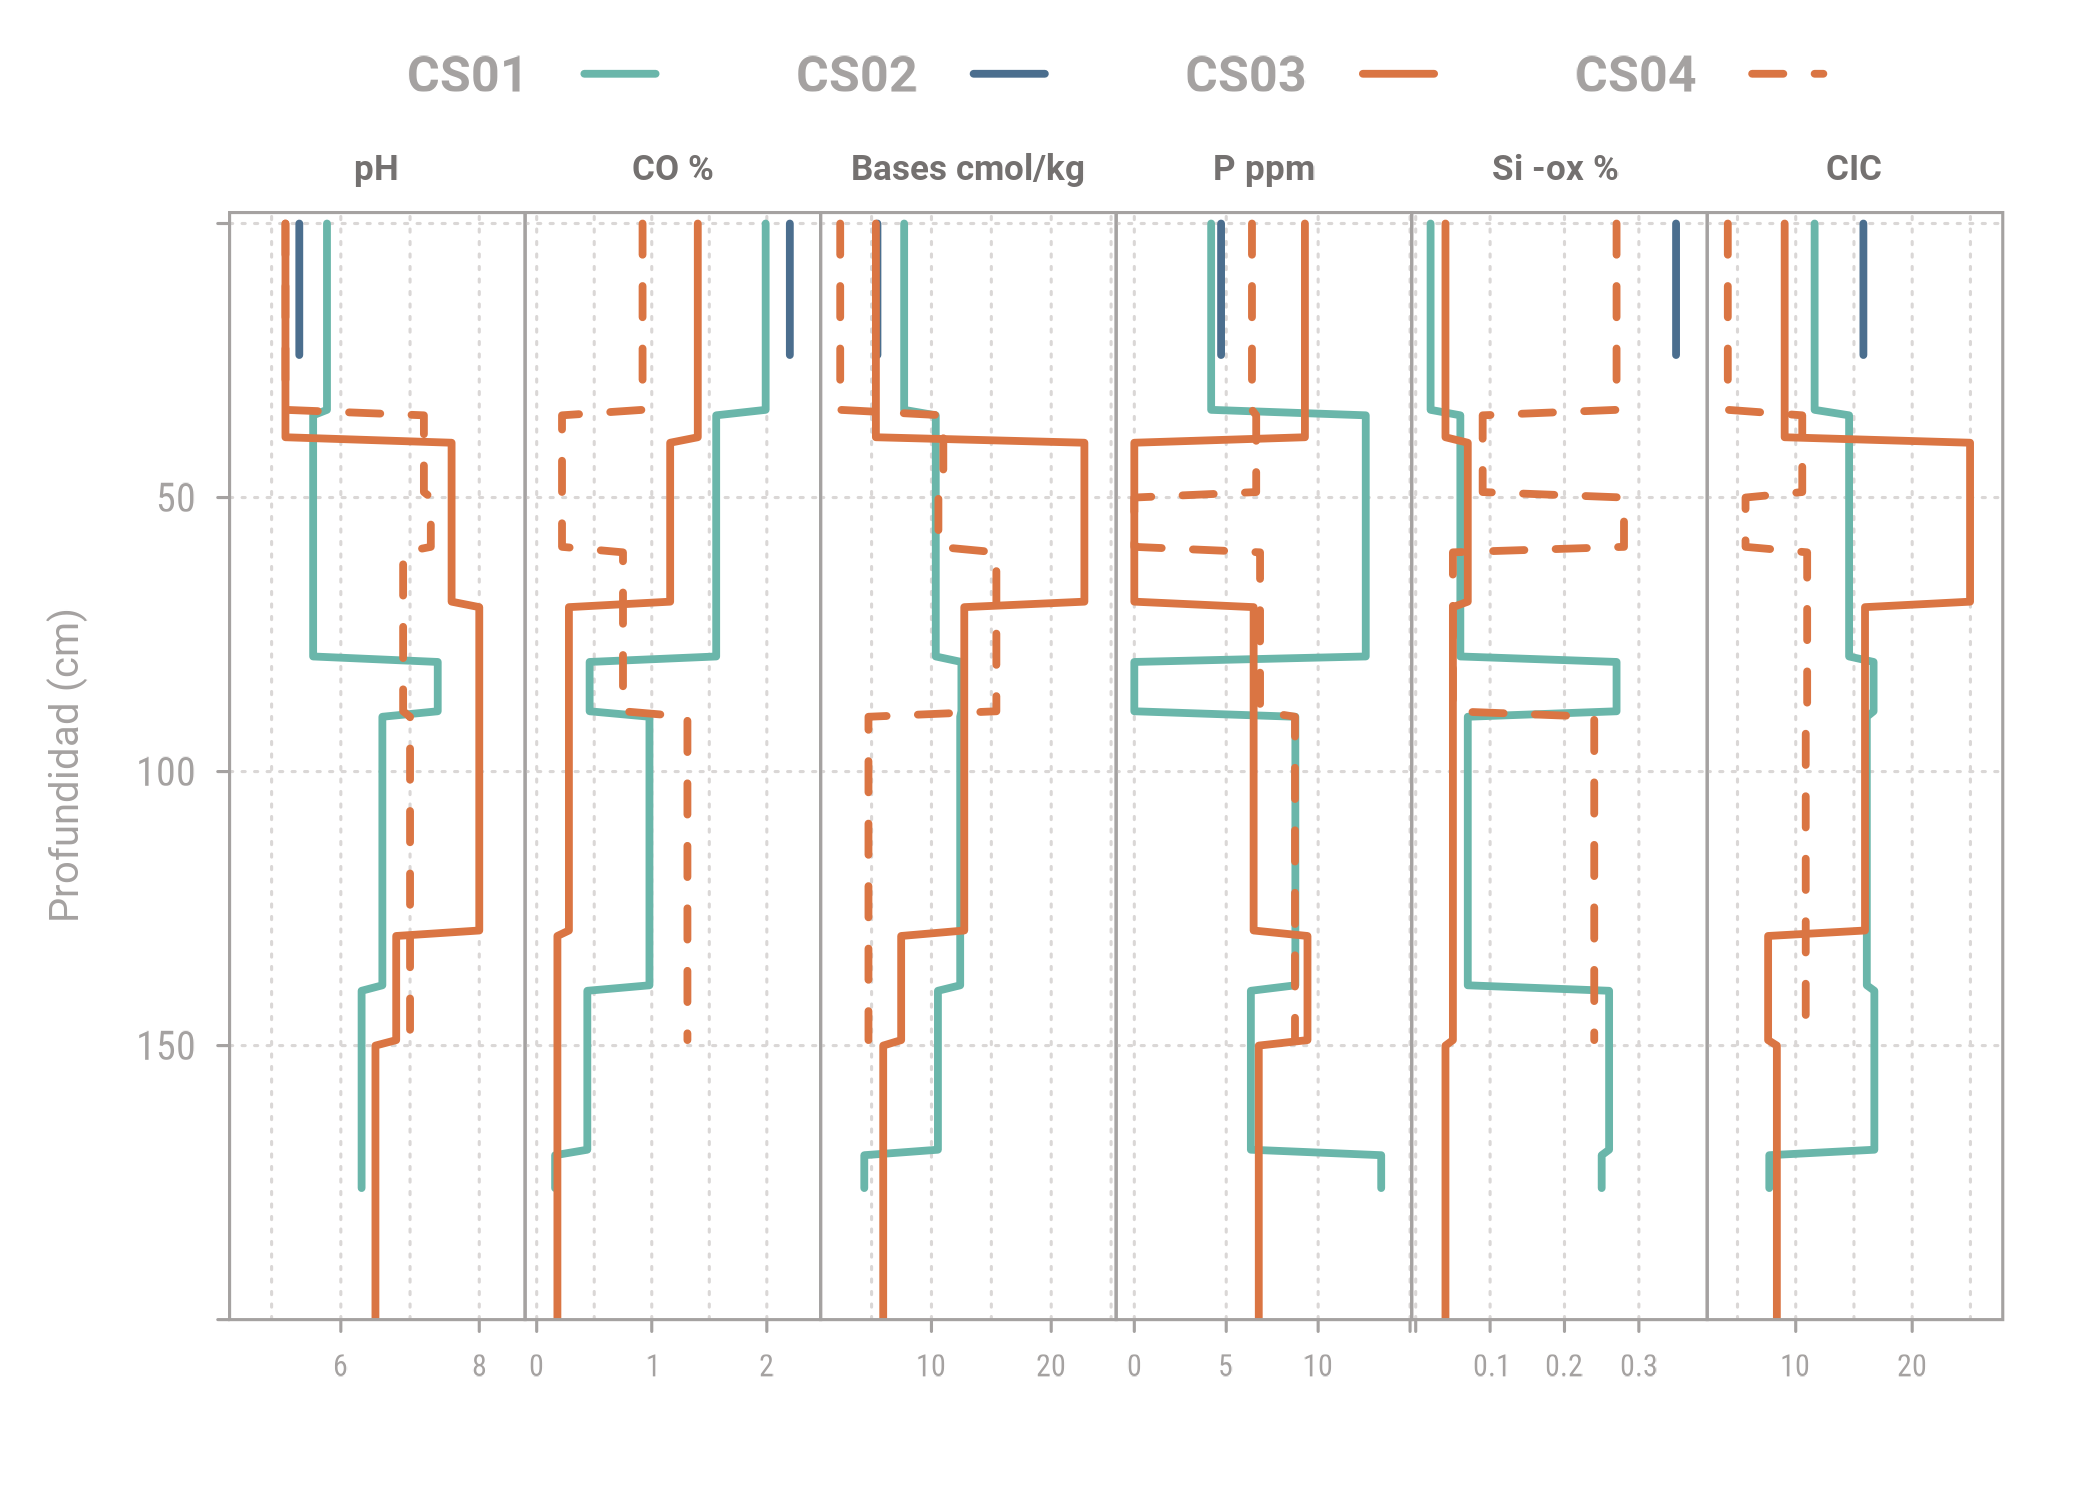 CS01 CS02 CS03 CS04
pH CO % Bases cmol/kg P ppm Si -ox % CIC
Profundidad (cm)
50
100
150
6 8 0 1 2 10 20 0 5 10 0.1 0.2 0.3 10 20